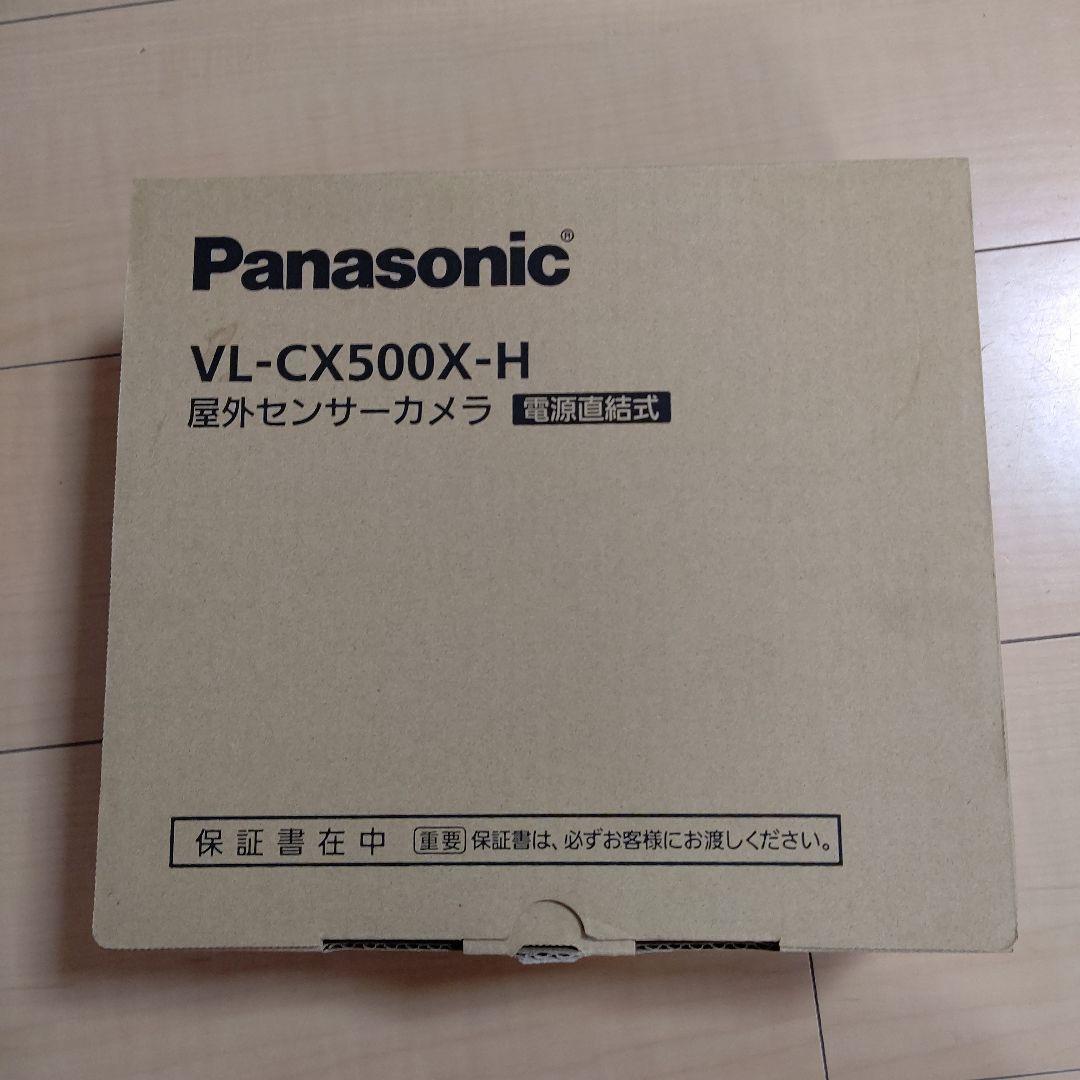 Panasonic®
VL-CX500X-H
屋外センサーカメラ 電源直結式
保証書在中 重要 保証書は、必ずお客様にお渡しください。